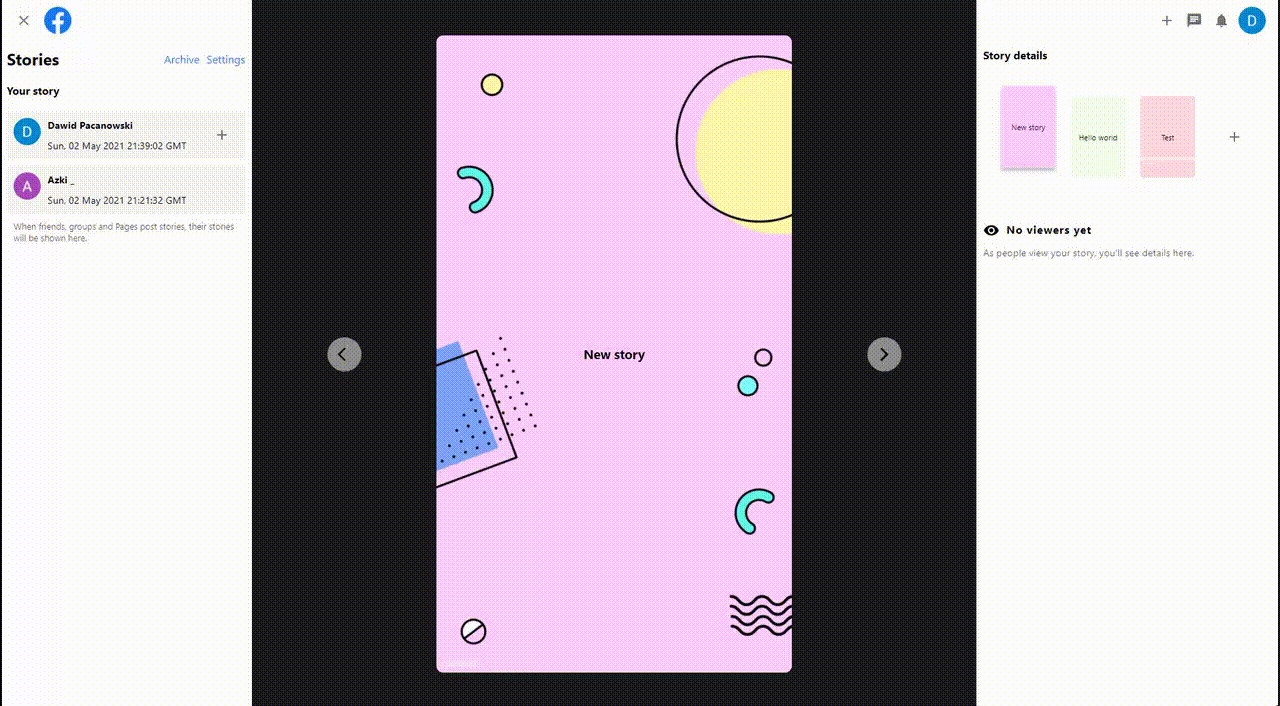 Stories
Archive Settings
Your story
D
Dawid Pacanowski
Sun, 02 May 2021 21:39:02 GMT
A
Azki _
Sun, 02 May 2021 21:21:32 GMT
When friends, groups and Pages post stories, their stories
will be shown here.
New story
D
Story details
New story
Hello world
Test
No viewers yet
As people view your story, you'll see details here.